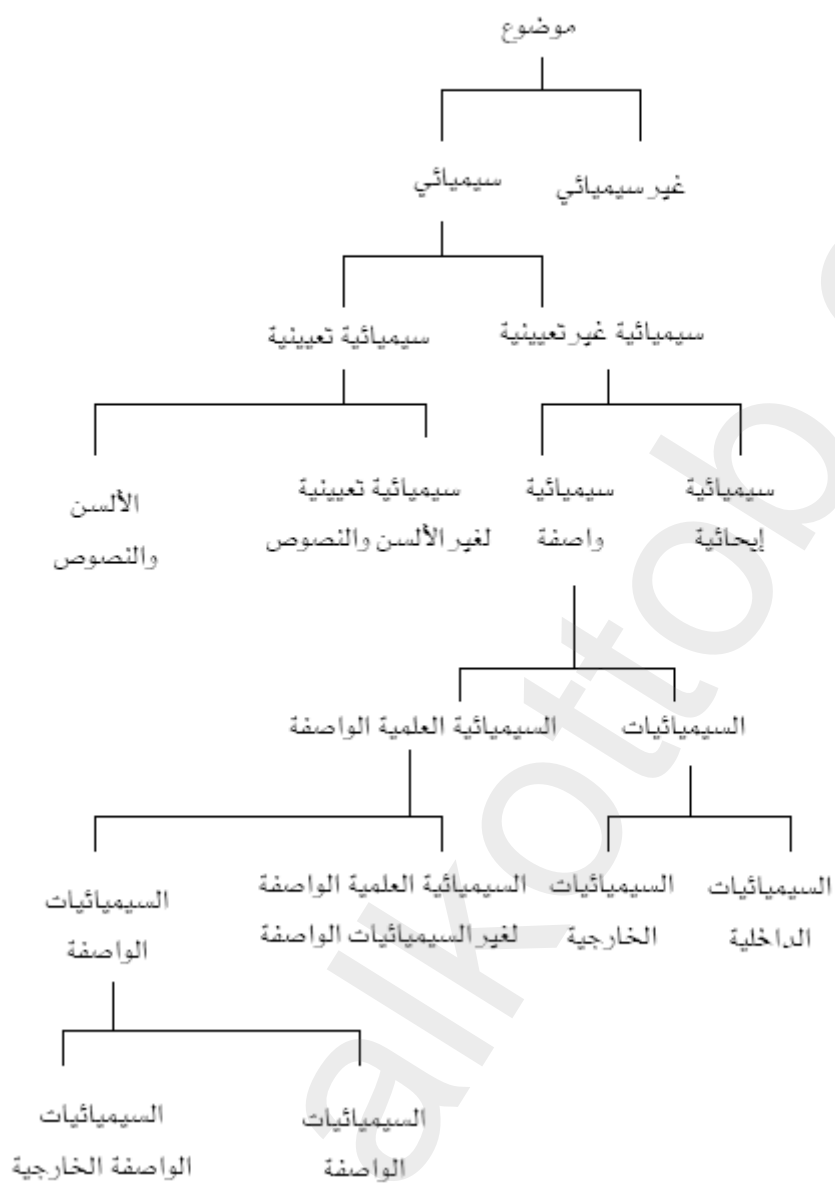 موضوع
غير سيميائي
سيميائي
سيميائية غير تعيينية
سيميائية تعيينية
سيميائية
إيحائية
سيميائية
واصفة
سيميائية تعيينية
لغير الألسن والنصوص
الألسن
والنصوص
السيميائيات
السيميائية العلمية الواصفة
السيميائيات
الداخلية
السيميائيات
الخارجية
السيميائية العلمية الواصفة
لغير السيميائيات الواصفة
السيميائيات
الواصفة
السيميائيات
الواصفة
السيميائيات
الواصفة الخارجية
alkottob